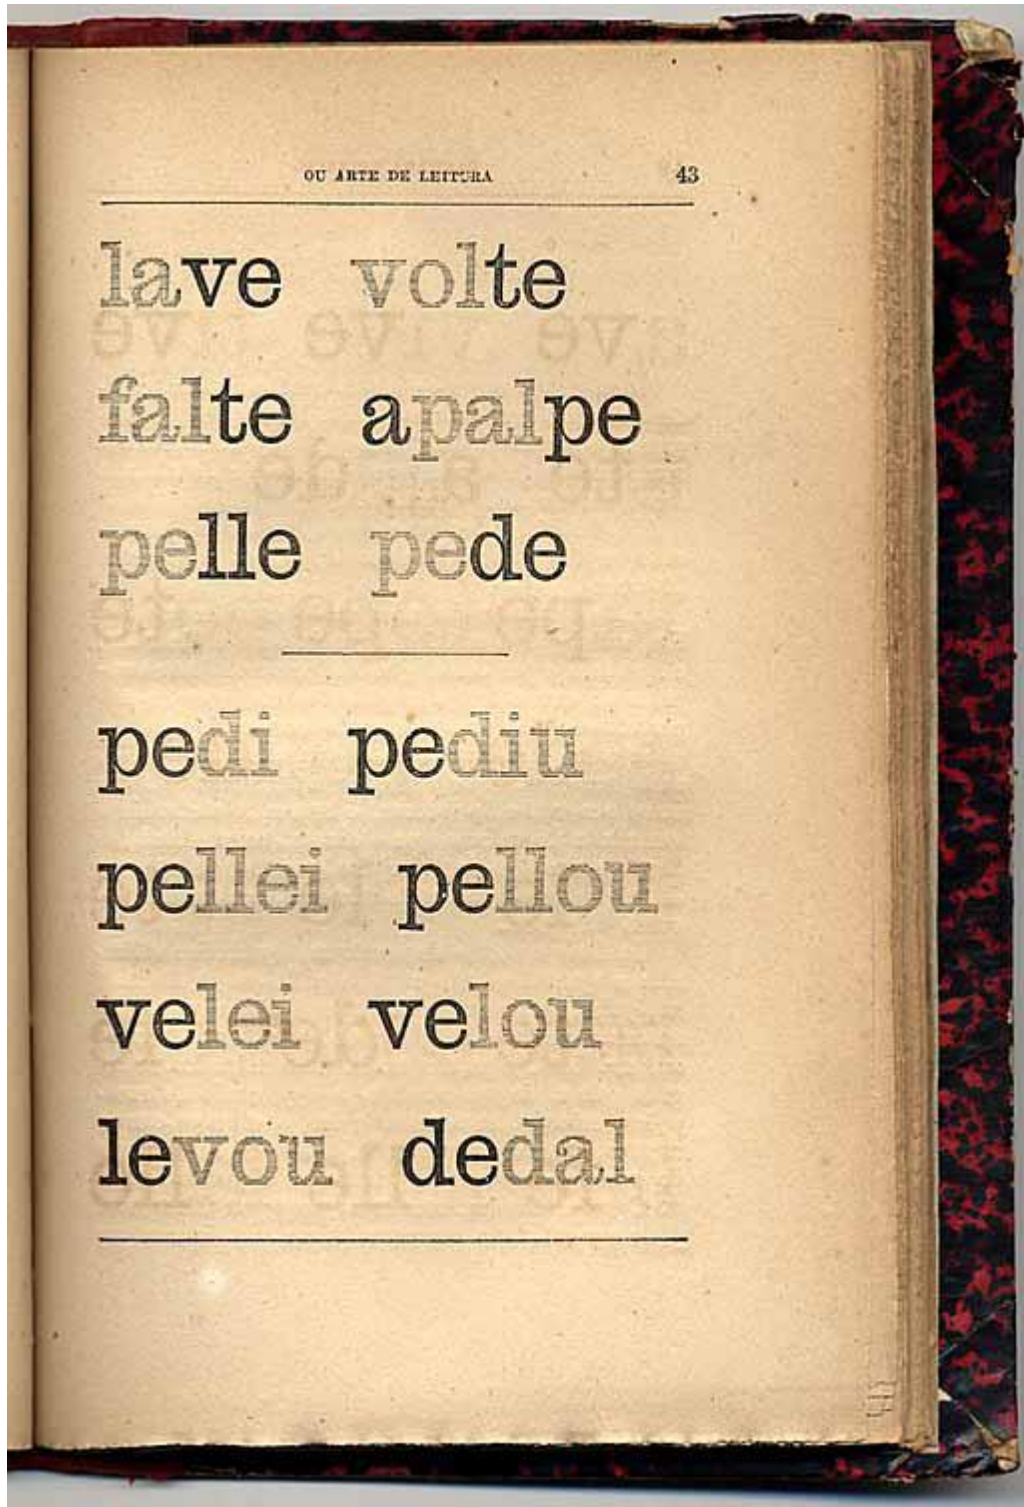 OU ARTE DE LEITURA 43
lave volte
falte apalpe
pelle pede
pedi pediu
pellei pellou
velei velou
levou dedal